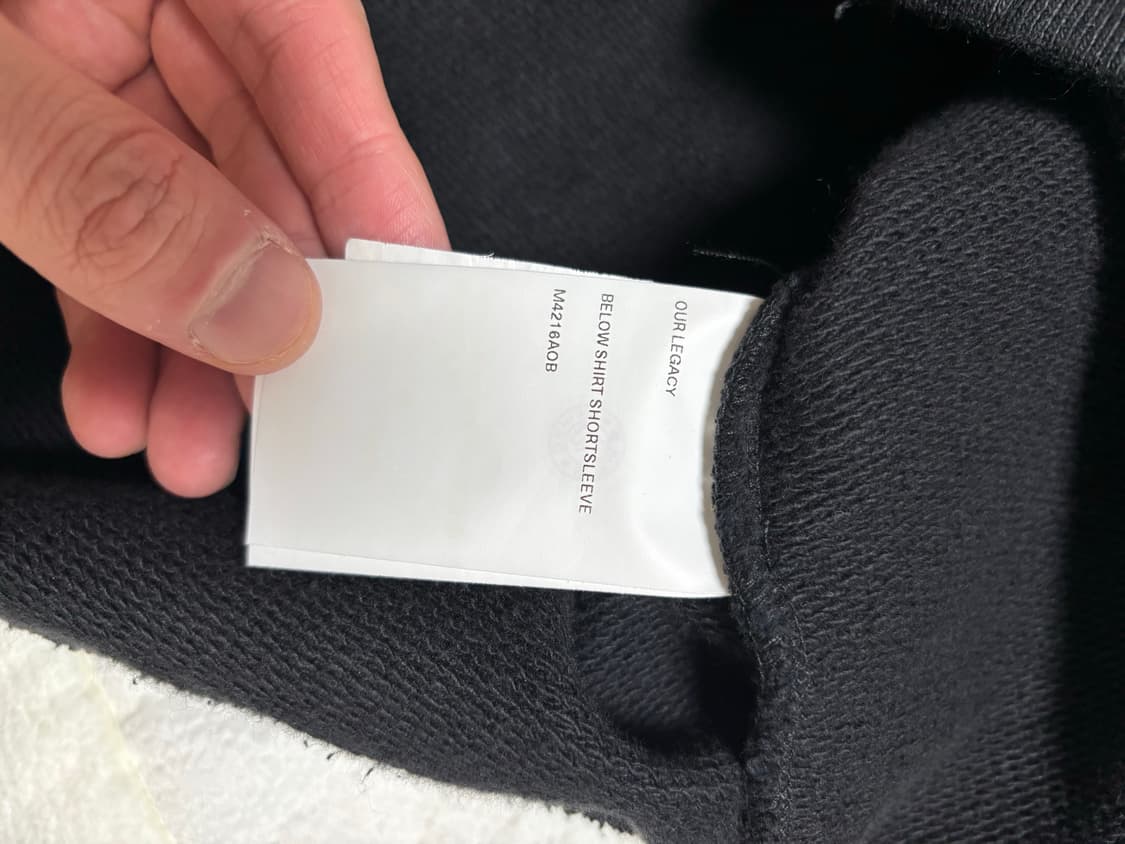 OUR LEGACY
BELOW SHIRT SHORTSLEEVE
M4216AOB